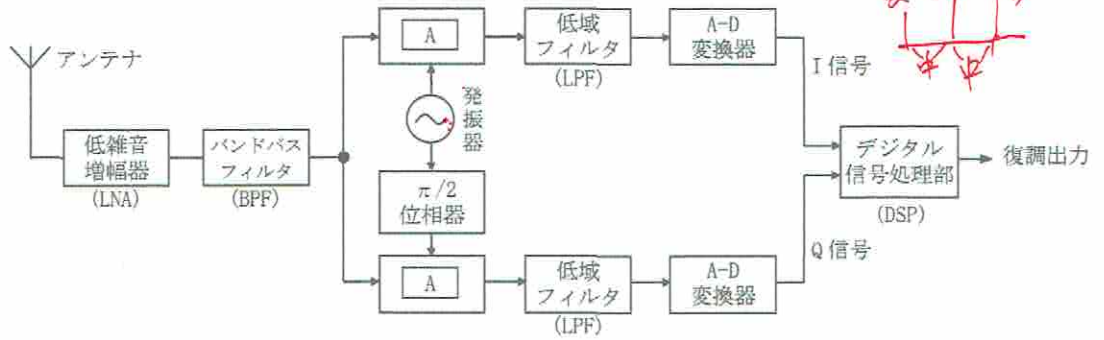 アンテナ
低雑音
増幅器
(LNA)
バンドパス
フィルタ
(BPF)
A
発振器
π/2
位相器
A
低域
フィルタ
(LPF)
A-D
変換器
I信号
低域
フィルタ
(LPF)
A-D
変換器
Q信号
デジタル
信号処理部
(DSP)
復調出力